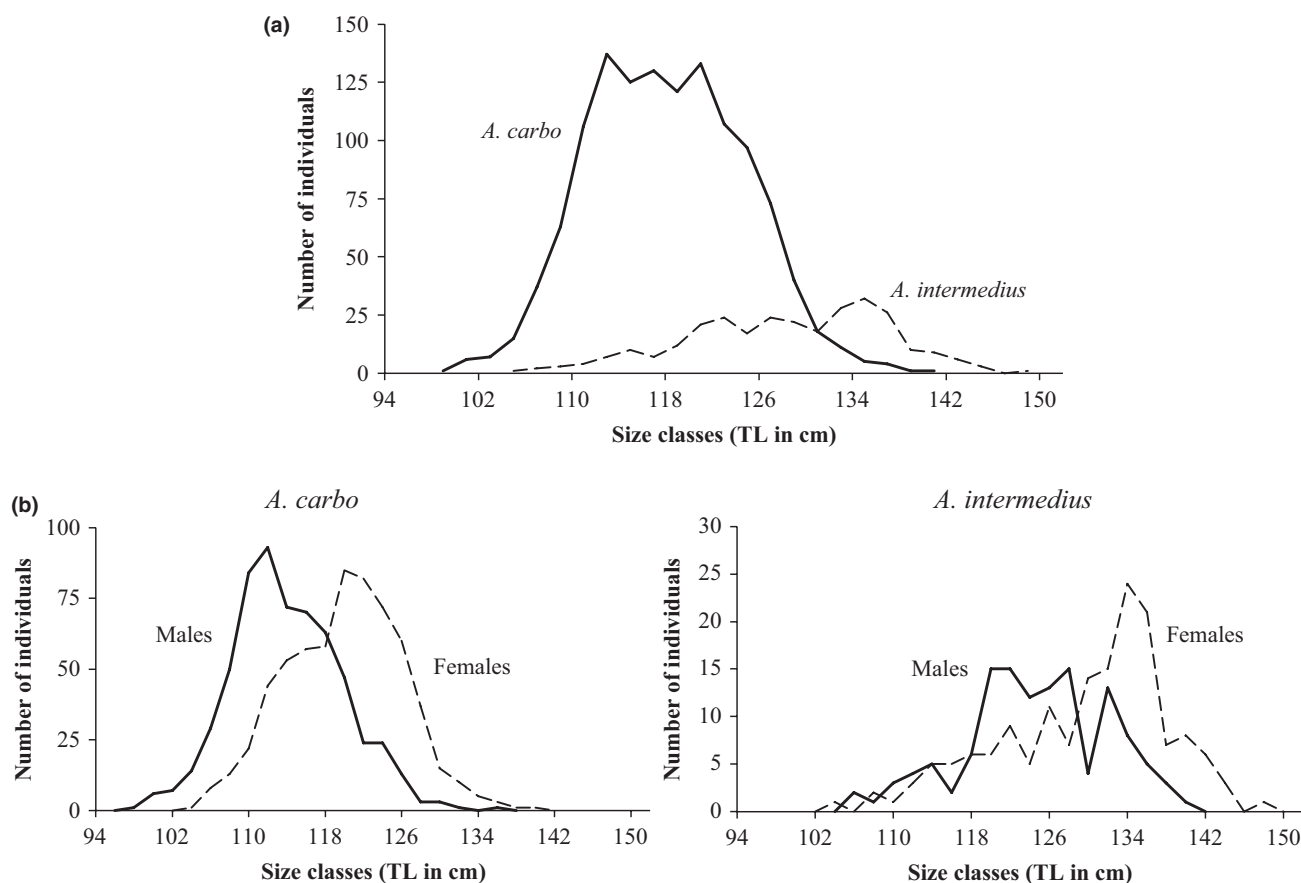 (a)
150
125
100
75
50
25
0
Number of individuals
A. carbo
A. intermedius
94 102 110 118 126 134 142 150
Size classes (TL in cm)
(b)
A. carbo
100
75
50
25
0
Number of individuals
Males
Females
94 102 110 118 126 134 142 150
Size classes (TL in cm)
A. intermedius
30
25
20
15
10
5
0
Number of individuals
Males
Females
94 102 110 118 126 134 142 150
Size classes (TL in cm)